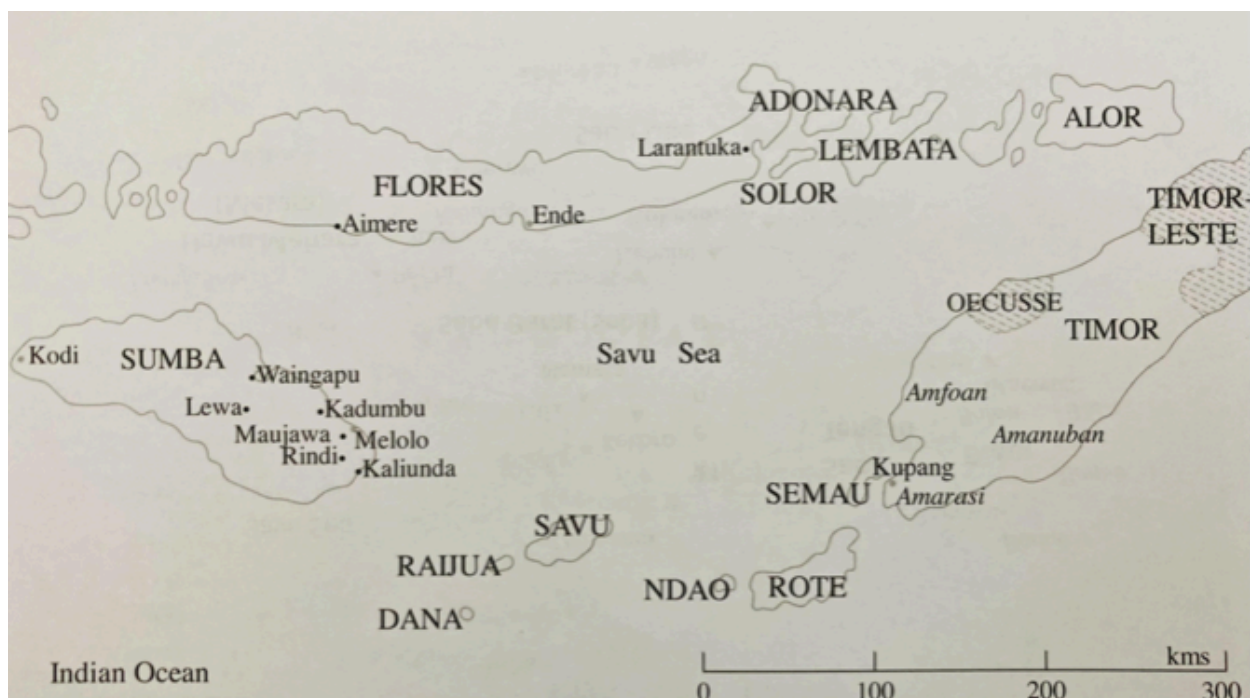 ADONARA
ALOR
Larantuka
LEMBATA
FLORES
SOLOR
TIMOR-
LESTE
Aimere
Ende
OECUSSE
TIMOR
Kodi
SUMBA
Savu Sea
Waingapu
Lewa
Kadumbu
Amfoan
Maujawa
Melolo
Amanuban
Rindi
Kaliunda
Kupang
SEMAU
Amarasi
SAVU
RAIJUA
NDAO
ROTE
DANA
Indian Ocean
kms
0 100 200 300